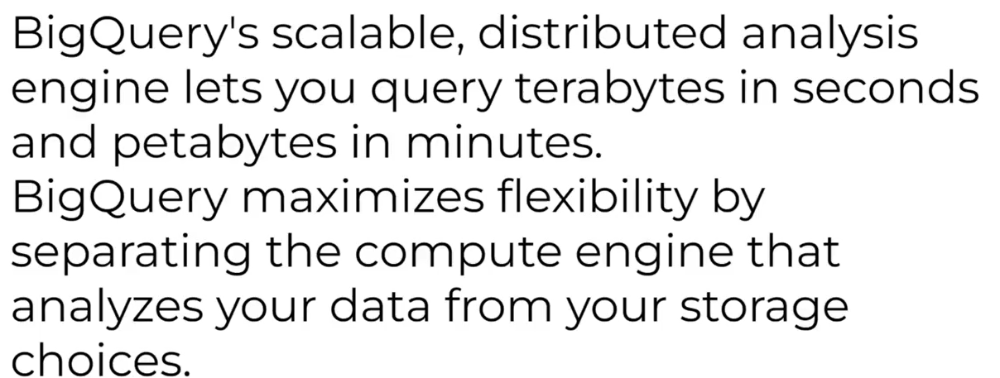 BigQuery's scalable, distributed analysis
engine lets you query terabytes in seconds
and petabytes in minutes.
BigQuery maximizes flexibility by
separating the compute engine that
analyzes your data from your storage
choices.